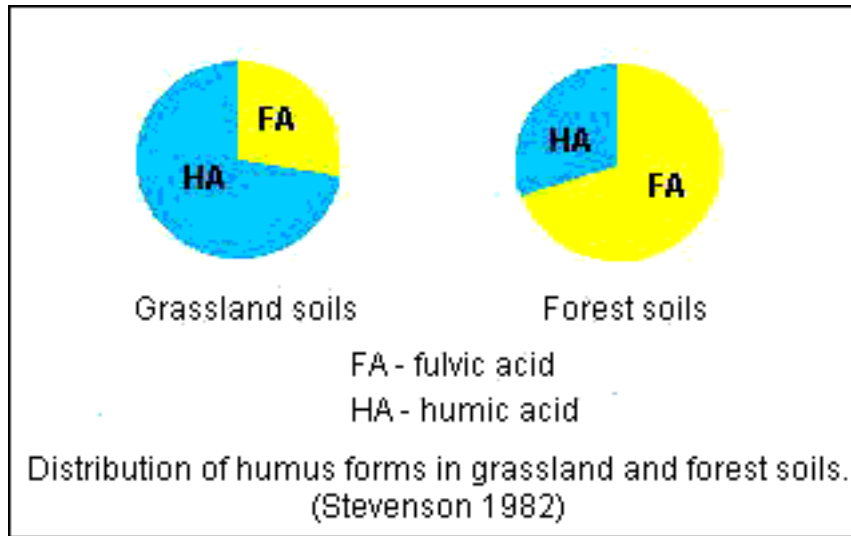 FA
HA
HA
FA
Grassland soils
Forest soils
FA - fulvic acid
HA - humic acid
Distribution of humus forms in grassland and forest soils.
(Stevenson 1982)